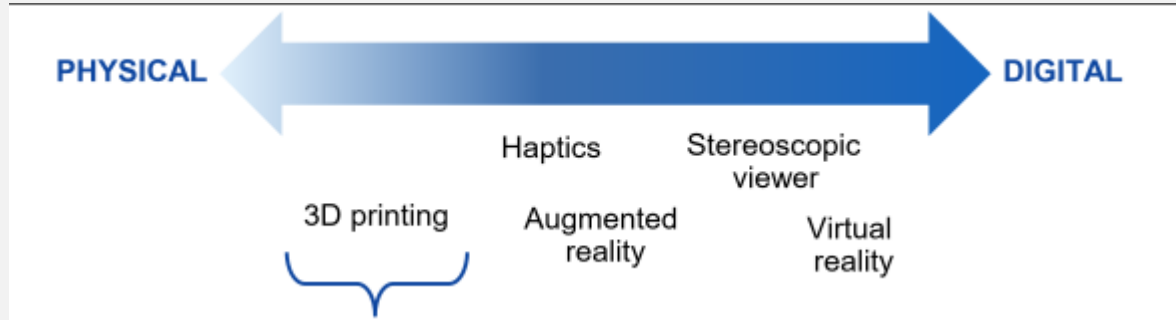 PHYSICAL
DIGITAL
Haptics
Stereoscopic
viewer
3D printing
Augmented
reality
Virtual
reality